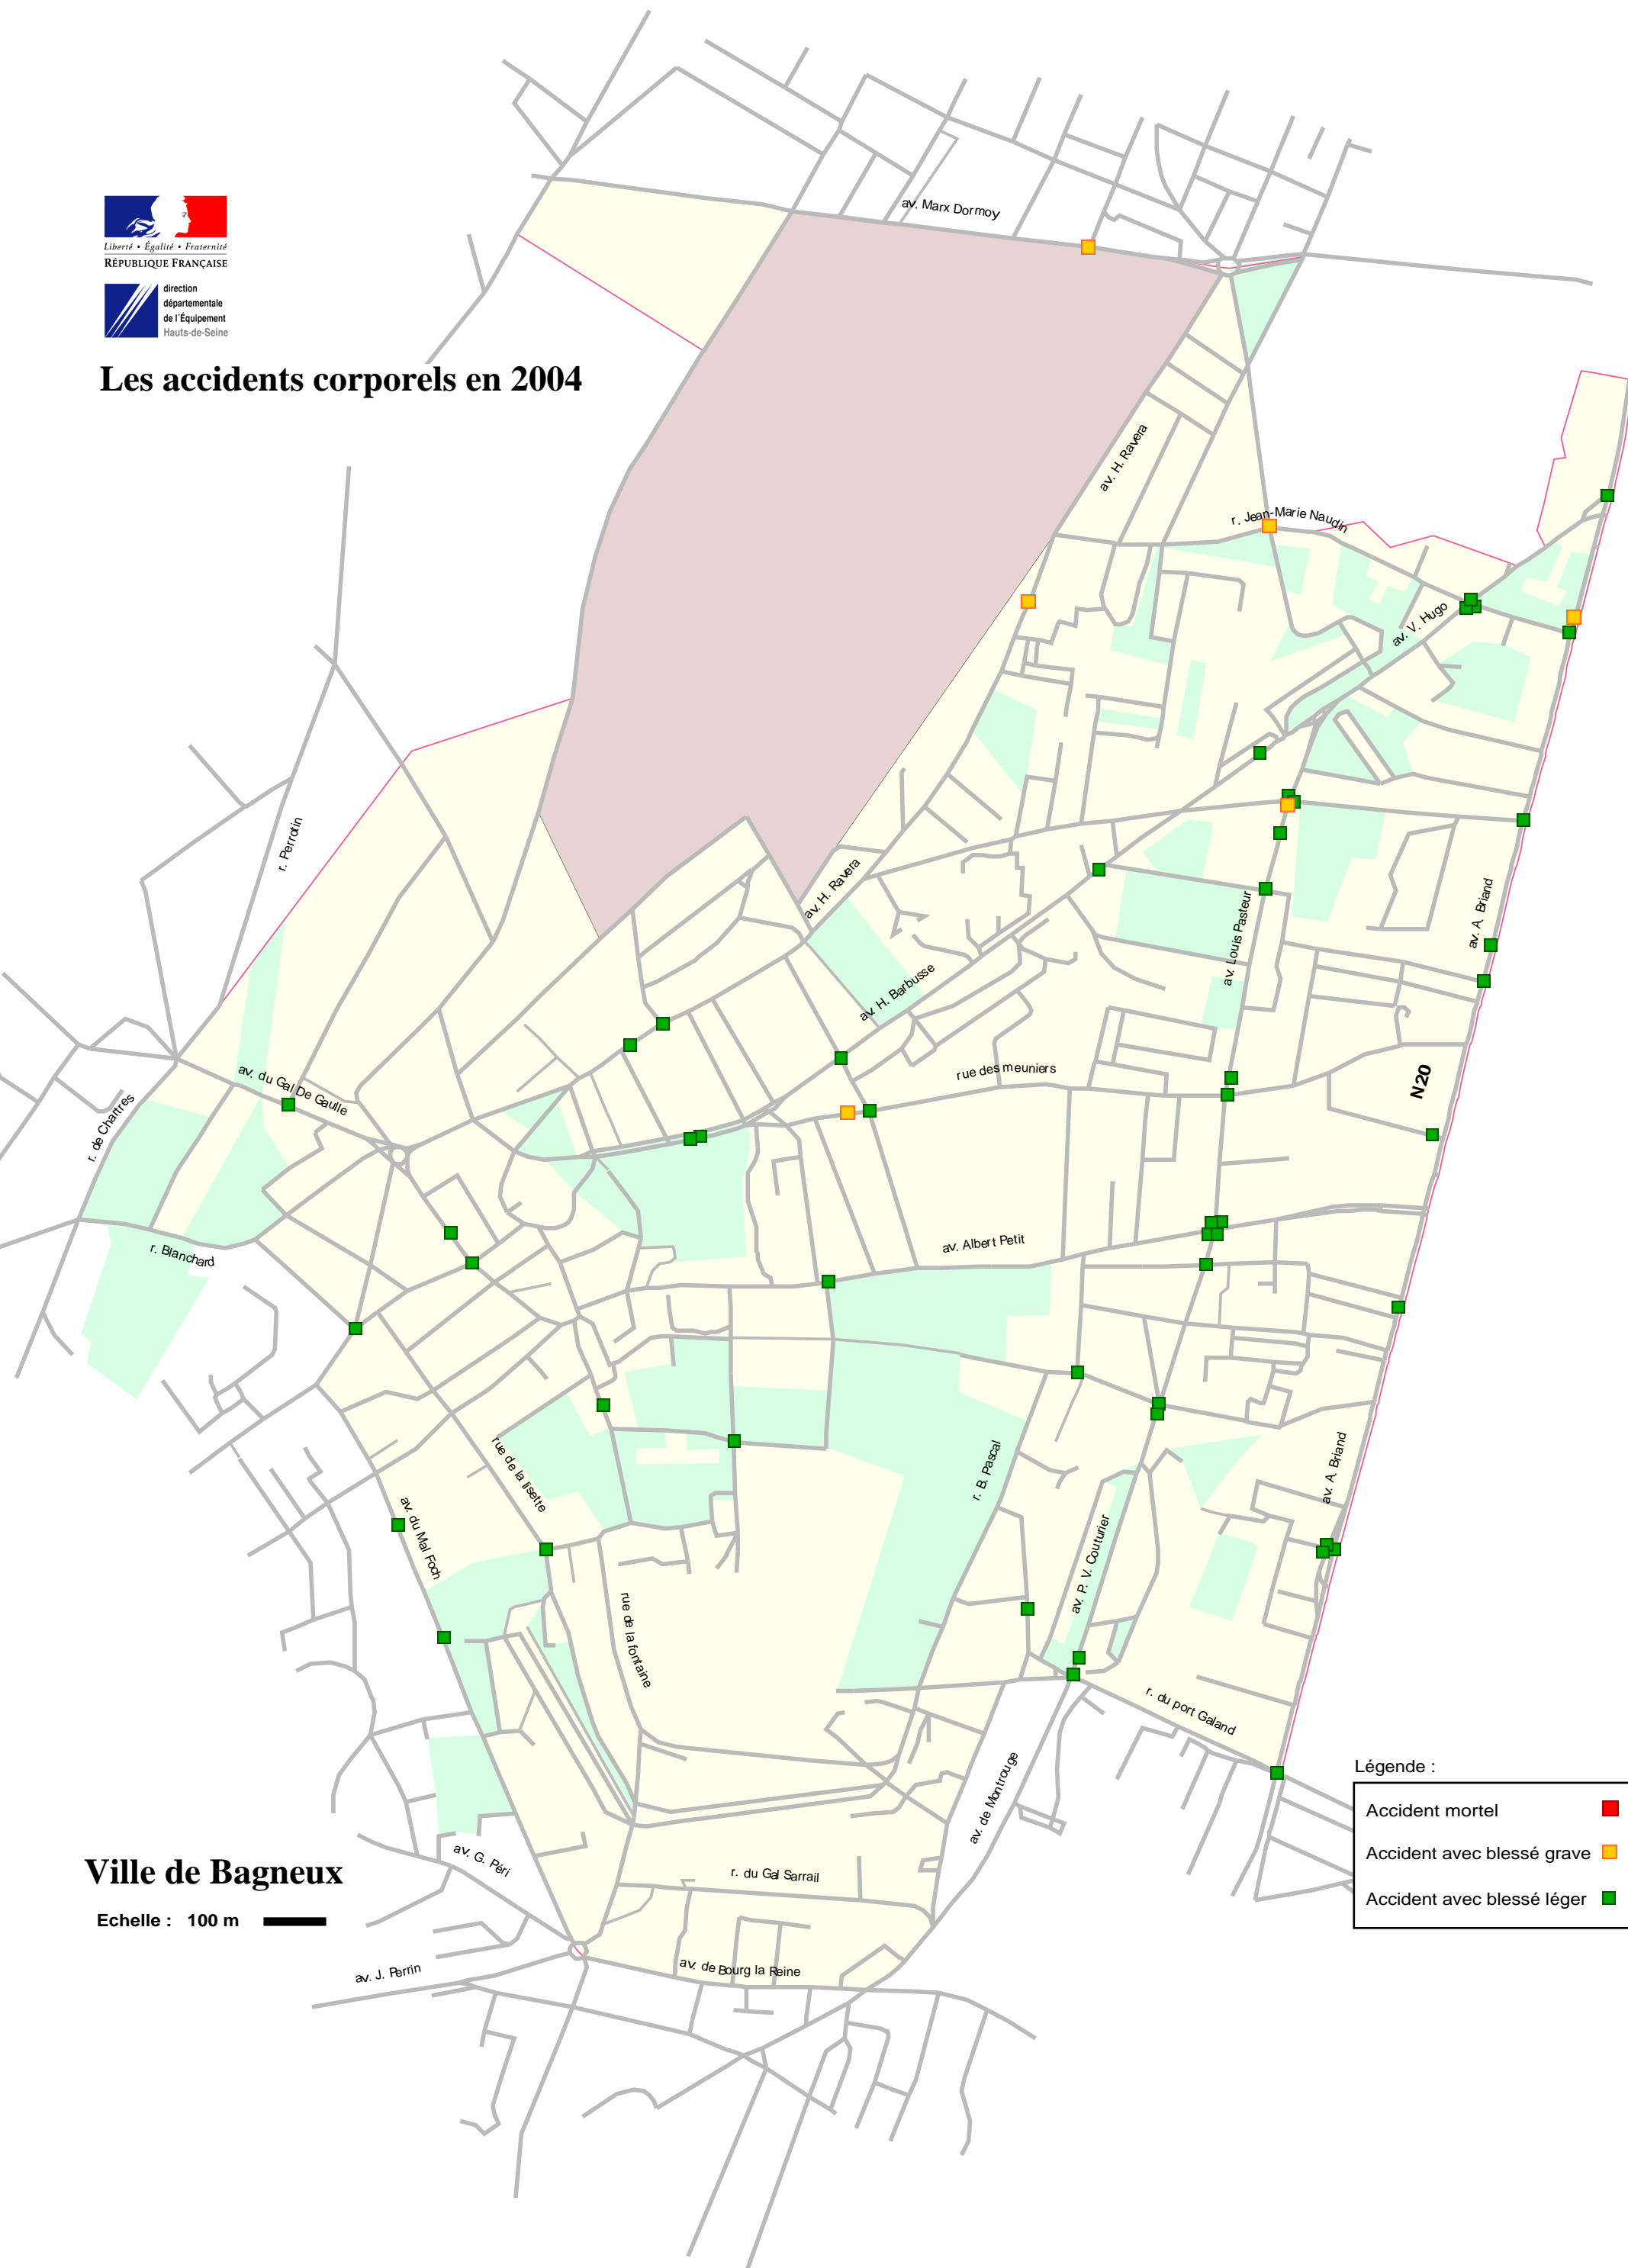 av. Marx Dormoy
Liberté • Égalité • Fraternité
RÉPUBLIQUE FRANÇAISE
direction
départementale
de l'Équipement
Hauts-de-Seine
Les accidents corporels en 2004
av. H. Ravera
r. Jean-Marie Naudin
av. V. Hugo
r. Perrotin
av. H. Ravera
av. A. Briand
av. Louis Pasteur
av. H. Barbusse
rue des meuniers
N20
av. du Gal De Gaulle
r. de Chartres
r. Blanchard
av. Albert Petit
r. B. Pascal
av. A. Briand
rue de la lisette
av. du Mal Foch
av. P. V. Couturier
rue de la fontaine
r. du port Galand
av. de Montrouge
Légende :
Accident mortel
Accident avec blessé grave
Accident avec blessé léger
av. G. Péri
Ville de Bagneux
r. du Gal Sarrail
Echelle : 100 m
av. J. Perrin
av. de Bourg la Reine